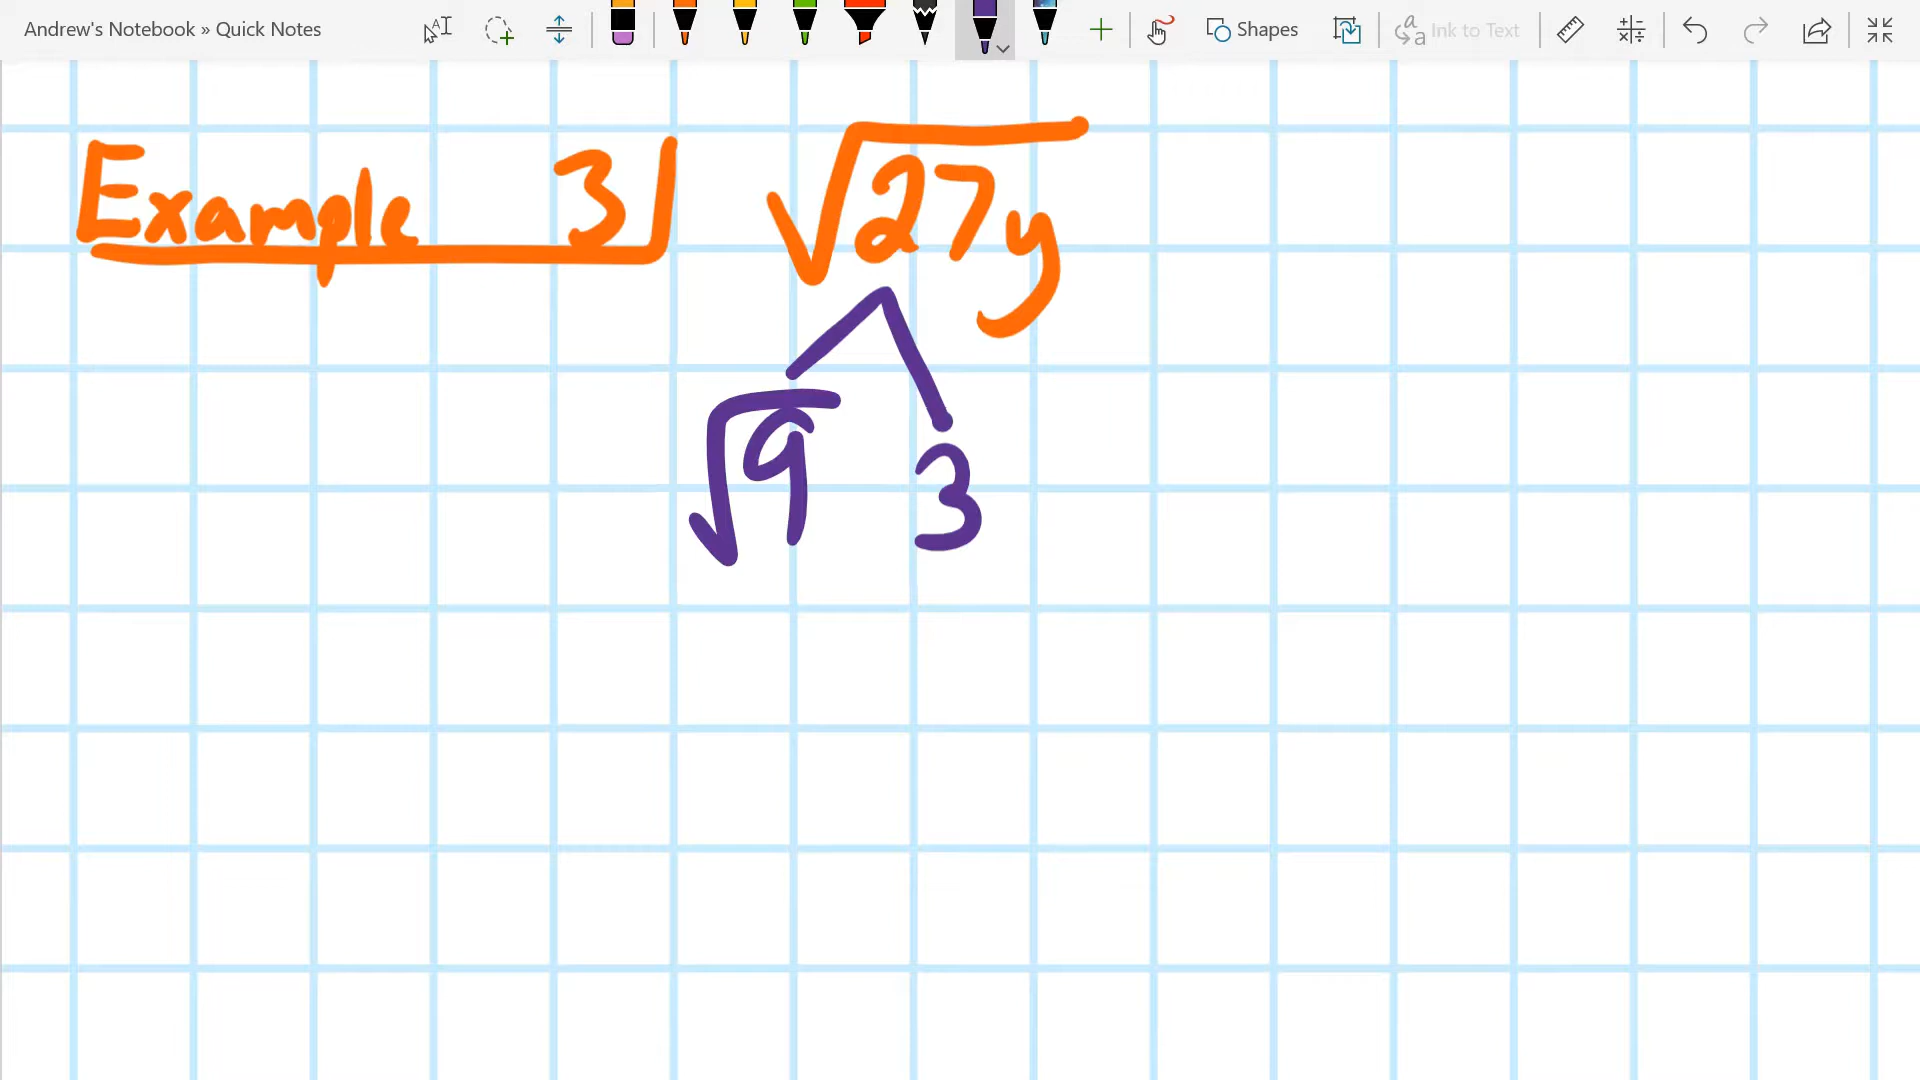 Andrew's Notebook » Quick Notes
Shapes
Ink to Text
Example 3 √27y
√9 3